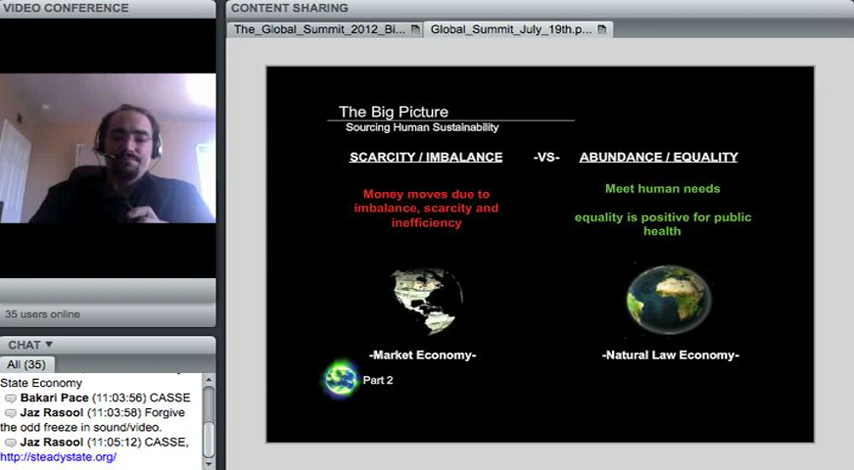 VIDEO CONFERENCE
CONTENT SHARING
The_Global_Summit_2012_Bi...
Global_Summit_July_19th.p...
The Big Picture
Sourcing Human Sustainability
SCARCITY / IMBALANCE -VS- ABUNDANCE / EQUALITY
Money moves due to
imbalance, scarcity and
inefficiency
Meet human needs
equality is positive for public
health
-Market Economy-
-Natural Law Economy-
Part 2
35 users online
CHAT
All (35)
State Economy
Bakari Pace (11:03:56) CASSE
Jaz Rasool (11:03:58) Forgive
the odd freeze in sound/video.
Jaz Rasool (11:05:12) CASSE,
http://steadystate.org/